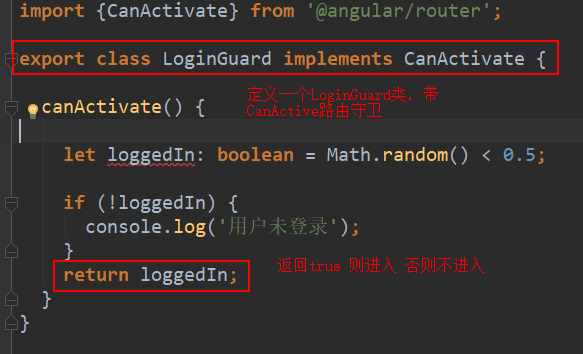 import {CanActivate} from '@angular/router';
export class LoginGuard implements CanActivate {
定义一个LoginGuard类，带
CanActive路由守卫
canActivate() {
let loggedIn: boolean = Math.random() < 0.5;
if (!loggedIn) {
console.log('用户未登录');
}
return loggedIn;
返回true 则进入 否则不进入
}
}